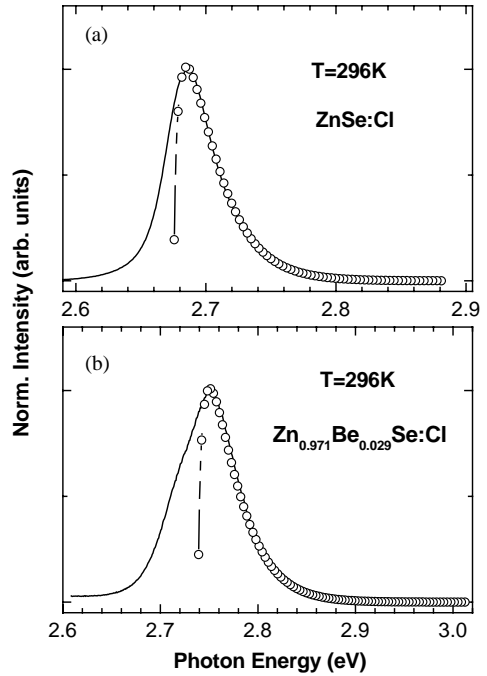 (a)
T=296K
ZnSe:Cl
2.6 2.7 2.8 2.9
(b)
T=296K
Zn0.971Be0.029Se:Cl
2.6 2.7 2.8 2.9 3.0
Photon Energy (eV)
Norm. Intensity (arb. units)